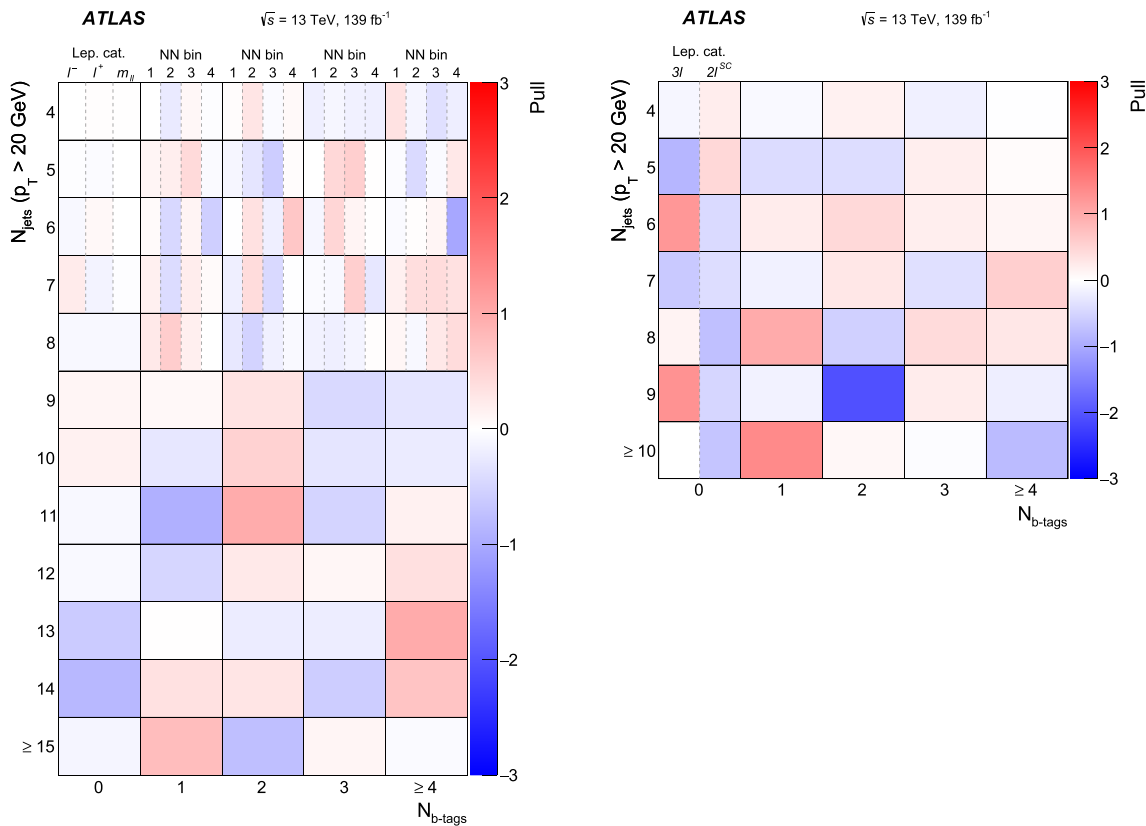 ATLAS
√s = 13 TeV, 139 fb⁻¹
Lep. cat. NN bin NN bin NN bin NN bin
l⁻ l⁺ m_ll 1 2 3 4 1 2 3 4 1 2 3 4 1 2 3 4
N_jets (p_T > 20 GeV)
4
5
6
7
8
9
10
11
12
13
14
≥ 15
0 1 2 3 ≥ 4
N_b-tags
3
2
1
0
−1
−2
−3
Pull
ATLAS
√s = 13 TeV, 139 fb⁻¹
Lep. cat.
3l 2l^SC
N_jets (p_T > 20 GeV)
4
5
6
7
8
9
≥ 10
0 1 2 3 ≥ 4
N_b-tags
3
2
1
0
−1
−2
−3
Pull